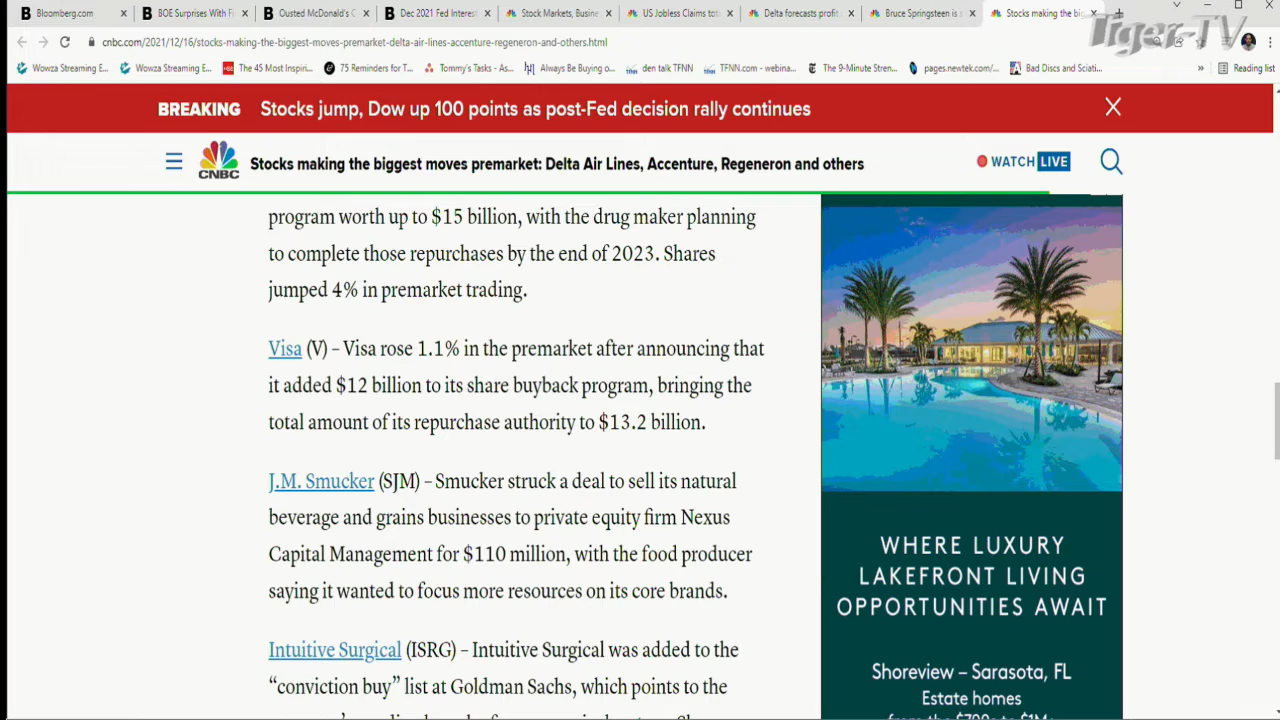 Bloomberg.com
BOE Surprises With Fi
Ousted McDonald's C
Dec 2021 Fed Interest
Stock Markets, Busine
US Jobless Claims tot
Delta forecasts profit
Bruce Springsteen is s
Stocks making the big
Tiger-TV
cnbc.com/2021/12/16/stocks-making-the-biggest-moves-premarket-delta-air-lines-accenture-regeneron-and-others.html
Wowza Streaming E...
Wowza Streaming E...
The 45 Most Inspiri...
75 Reminders for T...
Tommy's Tasks - As...
Always Be Buying o...
den talk TFNN
TFNN.com - webina...
The 9-Minute Stren...
pages.newtek.com/...
Bad Discs and Sciati...
»
Reading list
BREAKING Stocks jump, Dow up 100 points as post-Fed decision rally continues
CNBC
Stocks making the biggest moves premarket: Delta Air Lines, Accenture, Regeneron and others
WATCH LIVE
program worth up to $15 billion, with the drug maker planning
to complete those repurchases by the end of 2023. Shares
jumped 4% in premarket trading.
Visa (V) – Visa rose 1.1% in the premarket after announcing that
it added $12 billion to its share buyback program, bringing the
total amount of its repurchase authority to $13.2 billion.
J.M. Smucker (SJM) – Smucker struck a deal to sell its natural
beverage and grains businesses to private equity firm Nexus
Capital Management for $110 million, with the food producer
saying it wanted to focus more resources on its core brands.
Intuitive Surgical (ISRG) – Intuitive Surgical was added to the
“conviction buy” list at Goldman Sachs, which points to the
WHERE LUXURY
LAKEFRONT LIVING
OPPORTUNITIES AWAIT
Shoreview – Sarasota, FL
Estate homes
from the $700s to $1M+